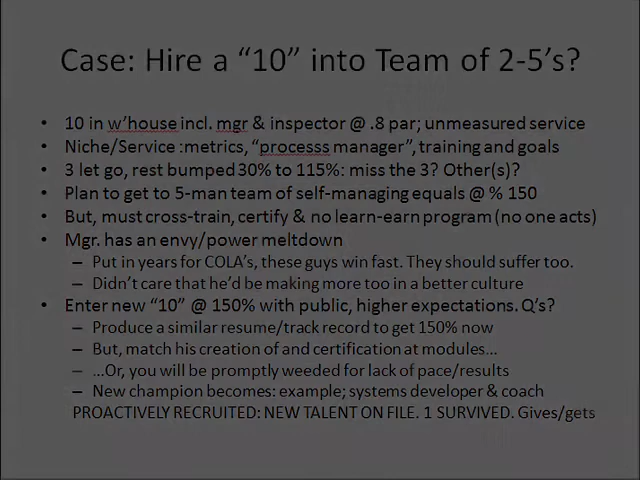 Case: Hire a “10” into Team of 2-5’s?
• 10 in w’house incl. mgr & inspector @ .8 par; unmeasured service
• Niche/Service :metrics, “processs manager”, training and goals
• 3 let go, rest bumped 30% to 115%: miss the 3? Other(s)?
• Plan to get to 5-man team of self-managing equals @ % 150
• But, must cross-train, certify & no learn-earn program (no one acts)
• Mgr. has an envy/power meltdown
– Put in years for COLA’s, these guys win fast. They should suffer too.
– Didn’t care that he’d be making more too in a better culture
• Enter new “10” @ 150% with public, higher expectations. Q’s?
– Produce a similar resume/track record to get 150% now
– But, match his creation of and certification at modules…
– …Or, you will be promptly weeded for lack of pace/results
– New champion becomes: example; systems developer & coach
PROACTIVELY RECRUITED: NEW TALENT ON FILE. 1 SURVIVED. Gives/gets